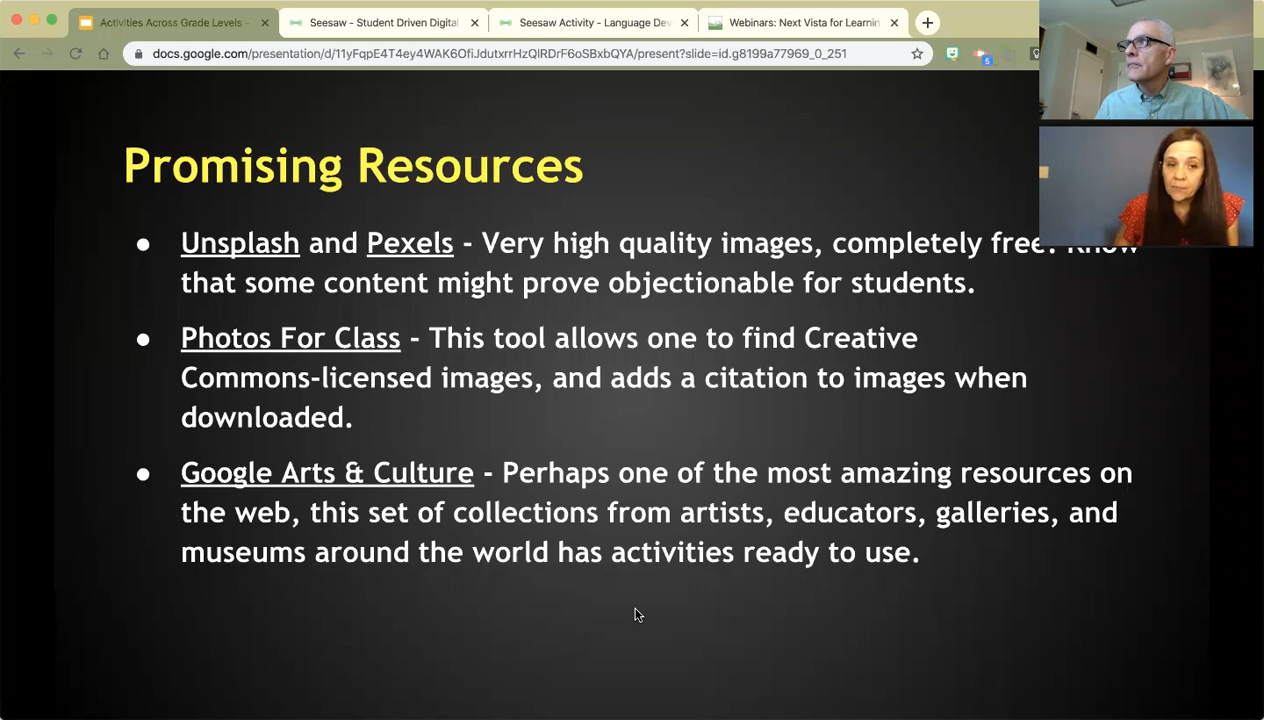 Activities Across Grade Levels -
Seesaw - Student Driven Digital
Seesaw Activity - Language Dev
Webinars: Next Vista for Learnin
docs.google.com/presentation/d/11yFqpE4T4ey4WAK6OfiJdutxrrHzQlRDrF6oSBxbQYA/present?slide=id.g8199a77969_0_251
5
Promising Resources
● Unsplash and Pexels - Very high quality images, completely free. Know
that some content might prove objectionable for students.
● Photos For Class - This tool allows one to find Creative
Commons-licensed images, and adds a citation to images when
downloaded.
● Google Arts & Culture - Perhaps one of the most amazing resources on
the web, this set of collections from artists, educators, galleries, and
museums around the world has activities ready to use.